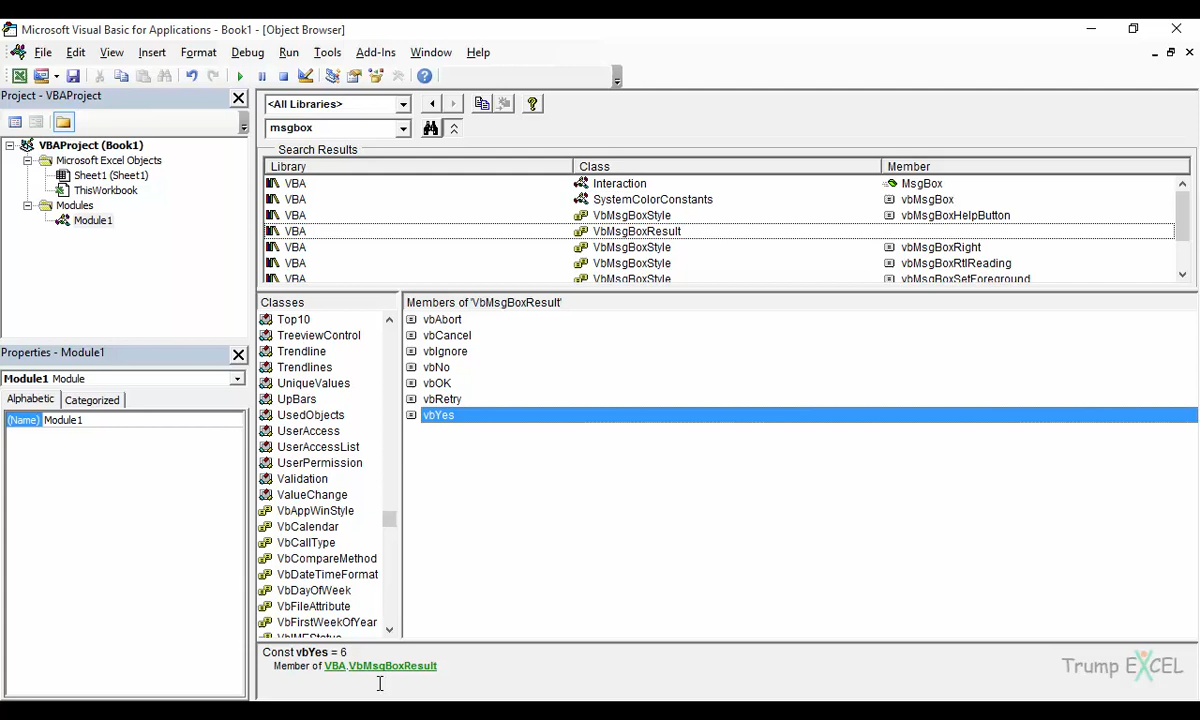 Microsoft Visual Basic for Applications - Book1 - [Object Browser]
File Edit View Insert Format Debug Run Tools Add-Ins Window Help
Project - VBAProject
VBAProject (Book1)
Microsoft Excel Objects
Sheet1 (Sheet1)
ThisWorkbook
Modules
Module1
Properties - Module1
Module1 Module
Alphabetic Categorized
(Name) Module1
<All Libraries>
msgbox
Search Results
Library Class Member
VBA Interaction MsgBox
VBA SystemColorConstants vbMsgBox
VBA VbMsgBoxStyle vbMsgBoxHelpButton
VBA VbMsgBoxResult
VBA VbMsgBoxStyle vbMsgBoxRight
VBA VbMsgBoxStyle vbMsgBoxRtlReading
VBA VbMsgBoxStyle vbMsgBoxSetForeground
Classes
Top10
TreeviewControl
Trendline
Trendlines
UniqueValues
UpBars
UsedObjects
UserAccess
UserAccessList
UserPermission
Validation
ValueChange
VbAppWinStyle
VbCalendar
VbCallType
VbCompareMethod
VbDateTimeFormat
VbDayOfWeek
VbFileAttribute
VbFirstWeekOfYear
VbIMEStatus
Members of 'VbMsgBoxResult'
vbAbort
vbCancel
vbIgnore
vbNo
vbOK
vbRetry
vbYes
Const vbYes = 6
Member of VBA.VbMsgBoxResult
Trump EXCEL